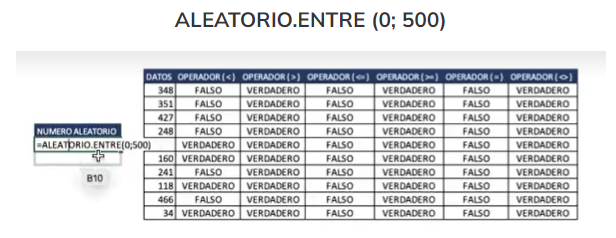 ALEATORIO.ENTRE (0; 500)
DATOS OPERADOR(<) OPERADOR(>) OPERADOR(<=) OPERADOR(>=) OPERADOR(=) OPERADOR(<>)
348 FALSO VERDADERO FALSO VERDADERO FALSO VERDADERO
351 FALSO VERDADERO FALSO VERDADERO FALSO VERDADERO
427 FALSO VERDADERO FALSO VERDADERO FALSO VERDADERO
248 FALSO VERDADERO FALSO VERDADERO FALSO VERDADERO
NUMERO ALEATORIO
=ALEATORIO.ENTRE(0;500) VERDADERO VERDADERO FALSO VERDADERO FALSO VERDADERO
160 VERDADERO VERDADERO FALSO VERDADERO FALSO VERDADERO
241 FALSO VERDADERO FALSO VERDADERO FALSO VERDADERO
B10
118 VERDADERO VERDADERO FALSO VERDADERO FALSO VERDADERO
466 FALSO VERDADERO FALSO VERDADERO FALSO VERDADERO
34 VERDADERO VERDADERO FALSO VERDADERO FALSO VERDADERO